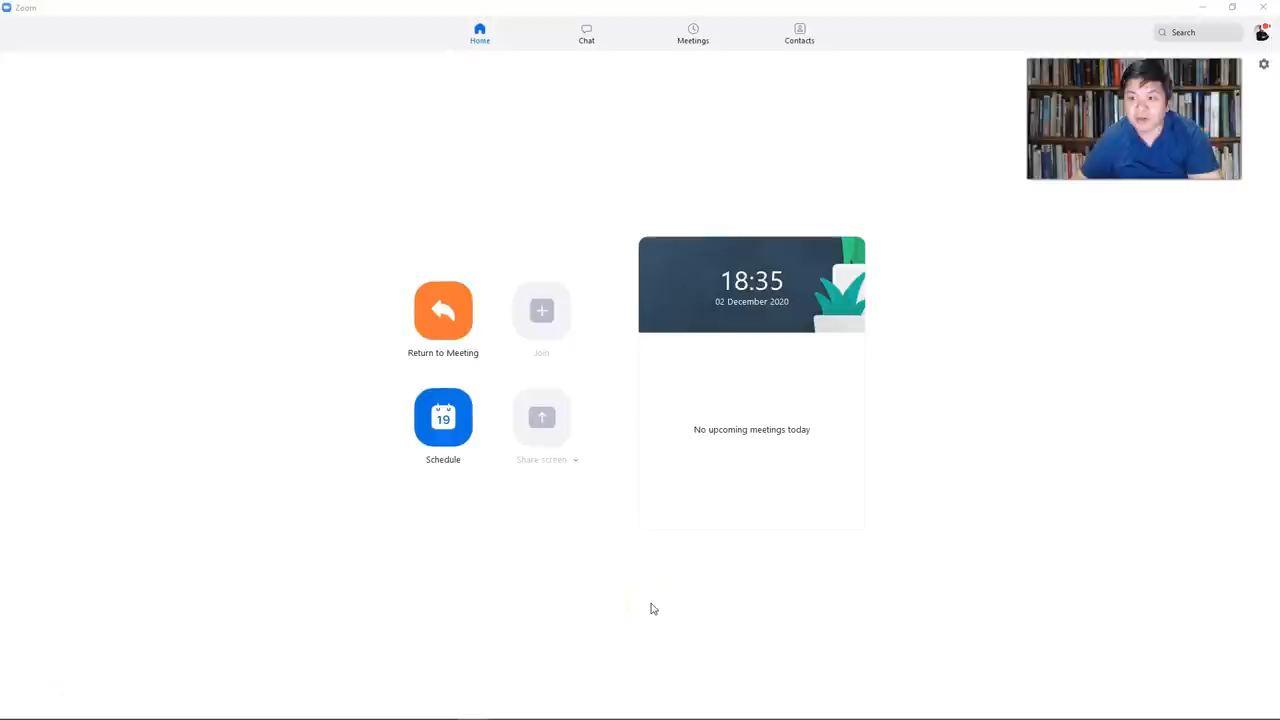 Zoom
Home
Chat
Meetings
Contacts
Search
18:35
02 December 2020
Return to Meeting
Join
19
Schedule
Share screen
No upcoming meetings today